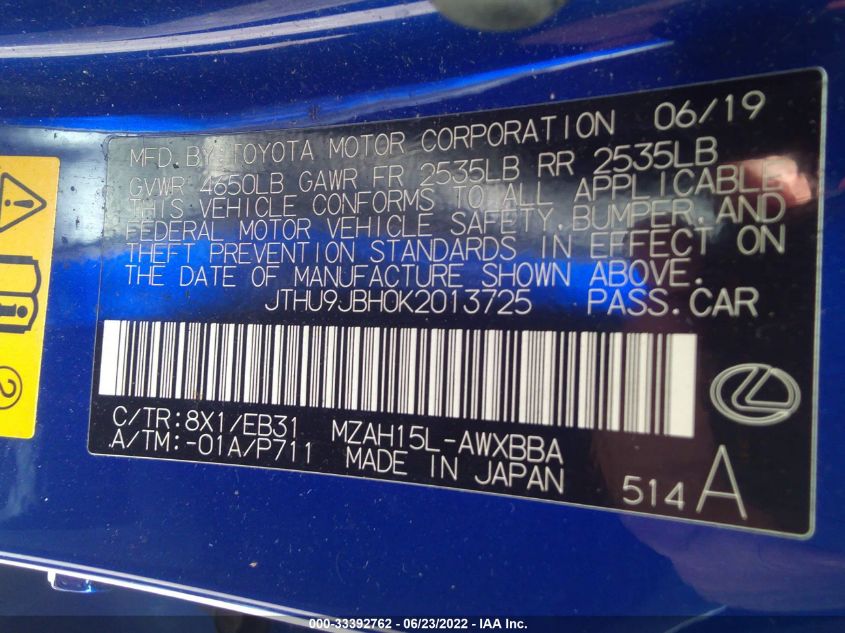 MFD.BY:TOYOTA MOTOR CORPORATION 06/19
GVWR 4650LB GAWR FR 2535LB RR 2535LB
THIS VEHICLE CONFORMS TO ALL APPLICABLE
FEDERAL MOTOR VEHICLE SAFETY,BUMPER,AND
THEFT PREVENTION STANDARDS IN EFFECT ON
THE DATE OF MANUFACTURE SHOWN ABOVE.
JTHU9JBH0K2013725 PASS.CAR
C/TR:8X1/EB31 MZAH15L-AWXBBA
A/TM:-01A/P711 MADE IN JAPAN
514 A
2
000-33392762 - 06/23/2022 - IAA Inc.